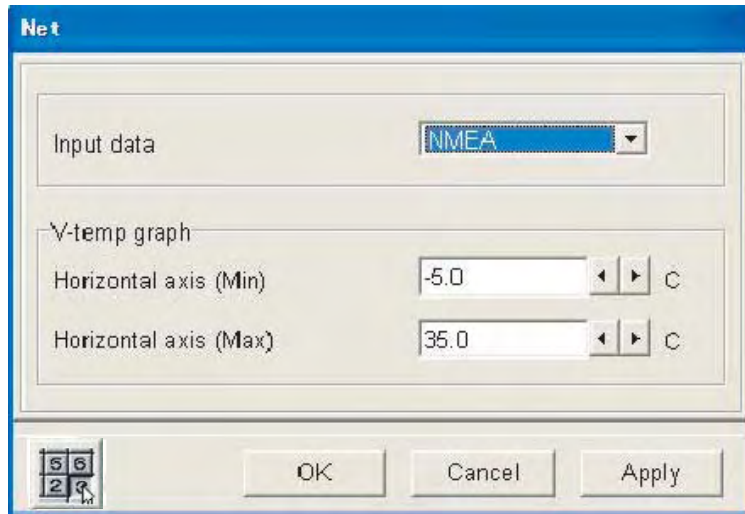 Net
Input data NMEA
V-temp graph
Horizontal axis (Min) -5.0 C
Horizontal axis (Max) 35.0 C
5 6
2 3
OK Cancel Apply